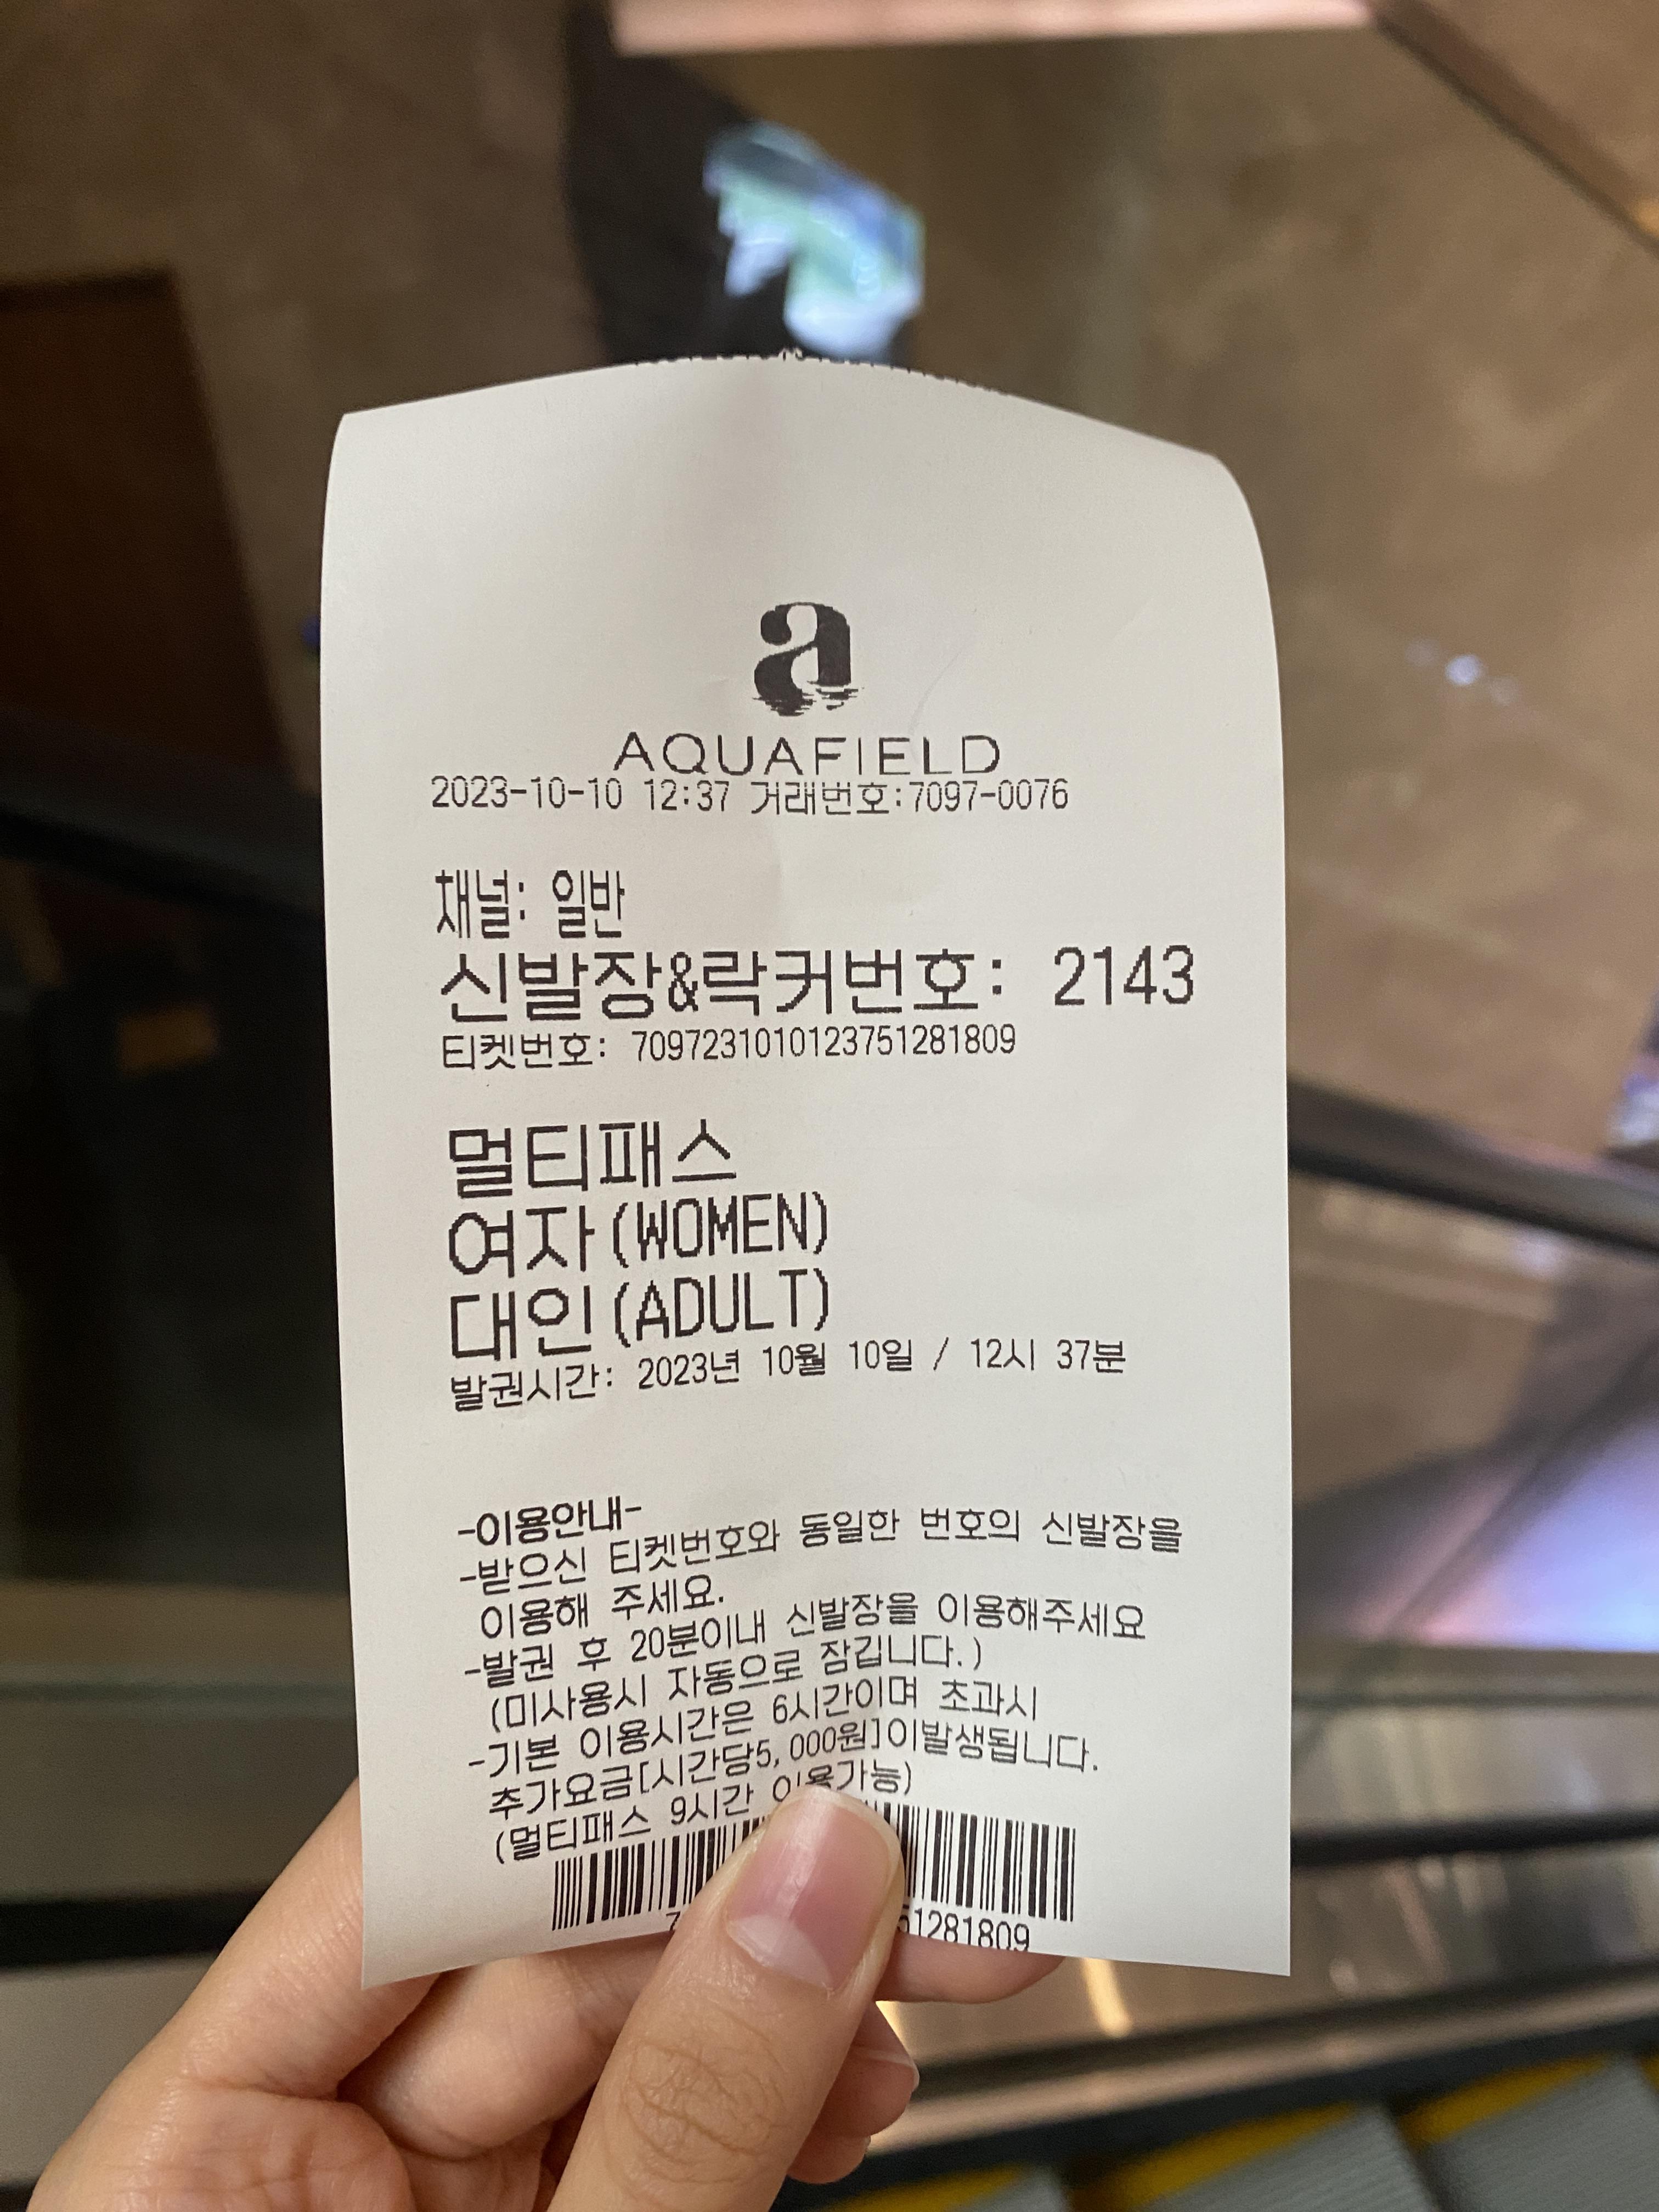 a
AQUAFIELD
2023-10-10 12:37 거래번호:7097-0076
채널: 일반
신발장&락커번호: 2143
티켓번호: 7097231010123751281809
멀티패스
여자(WOMEN)
대인(ADULT)
발권시간: 2023년 10월 10일 / 12시 37분
-이용안내-
-받으신 티켓번호와 동일한 번호의 신발장을
이용해 주세요.
-발권 후 20분이내 신발장을 이용해주세요
(미사용시 자동으로 잠깁니다.)
-기본 이용시간은 6시간이며 초과시
추가요금[시간당5,000원]이발생됩니다.
(멀티패스 9시간 이용가능)
7 51281809